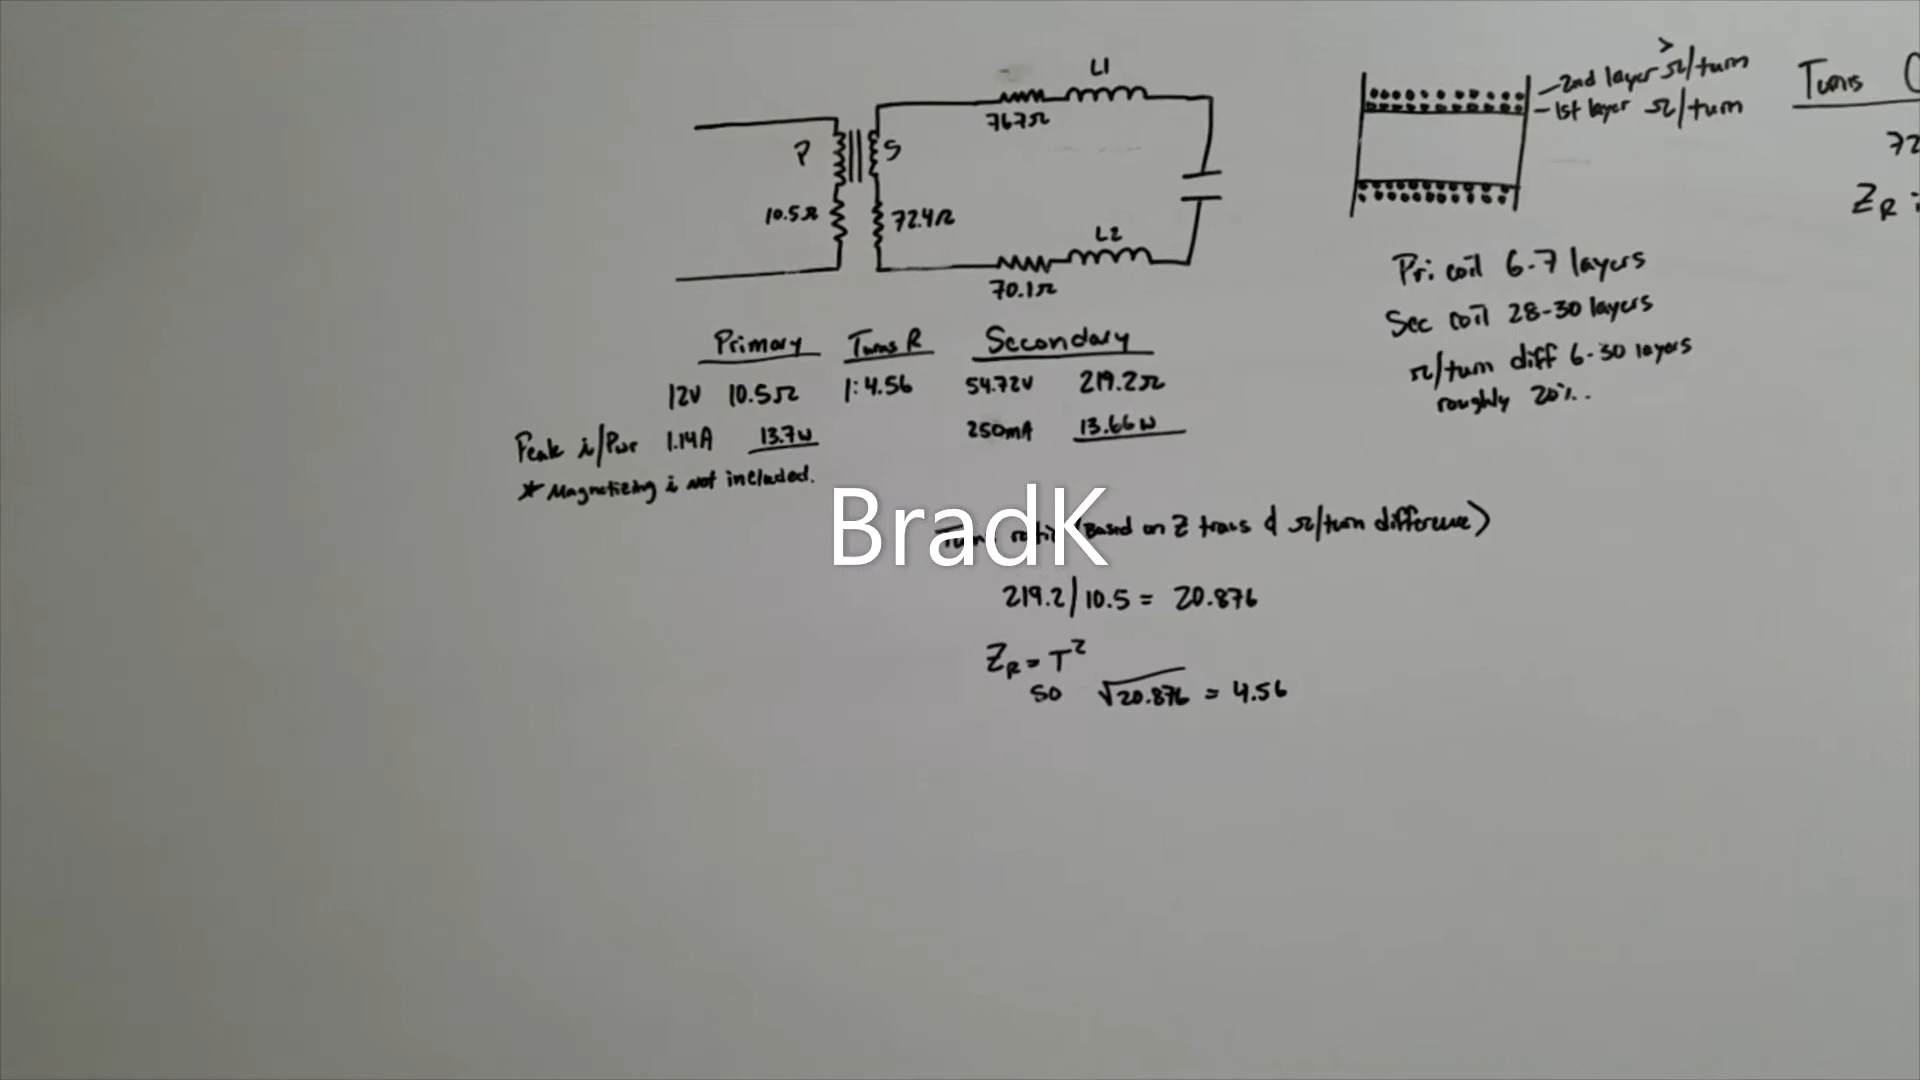 L1
767Ω
P
S
10.5Ω
72.4Ω
L2
70.1Ω
Primary Turns R Secondary
12V 10.5Ω 1:4.56 54.72V 219.2Ω
Peak i/Pwr 1.14A 13.7W 250mA 13.66W
* Magnetizing i not included.
>
2nd layer Ω/turn
1st layer Ω/turn
Pri coil 6-7 layers
Sec coil 28-30 layers
Ω/turn diff 6-30 layers
roughly 20%.
Turns
72
ZR =
BradK
(Based on Z trans & Ω/turn difference)
219.2/10.5 = 20.876
ZR = T²
so √20.876 = 4.56